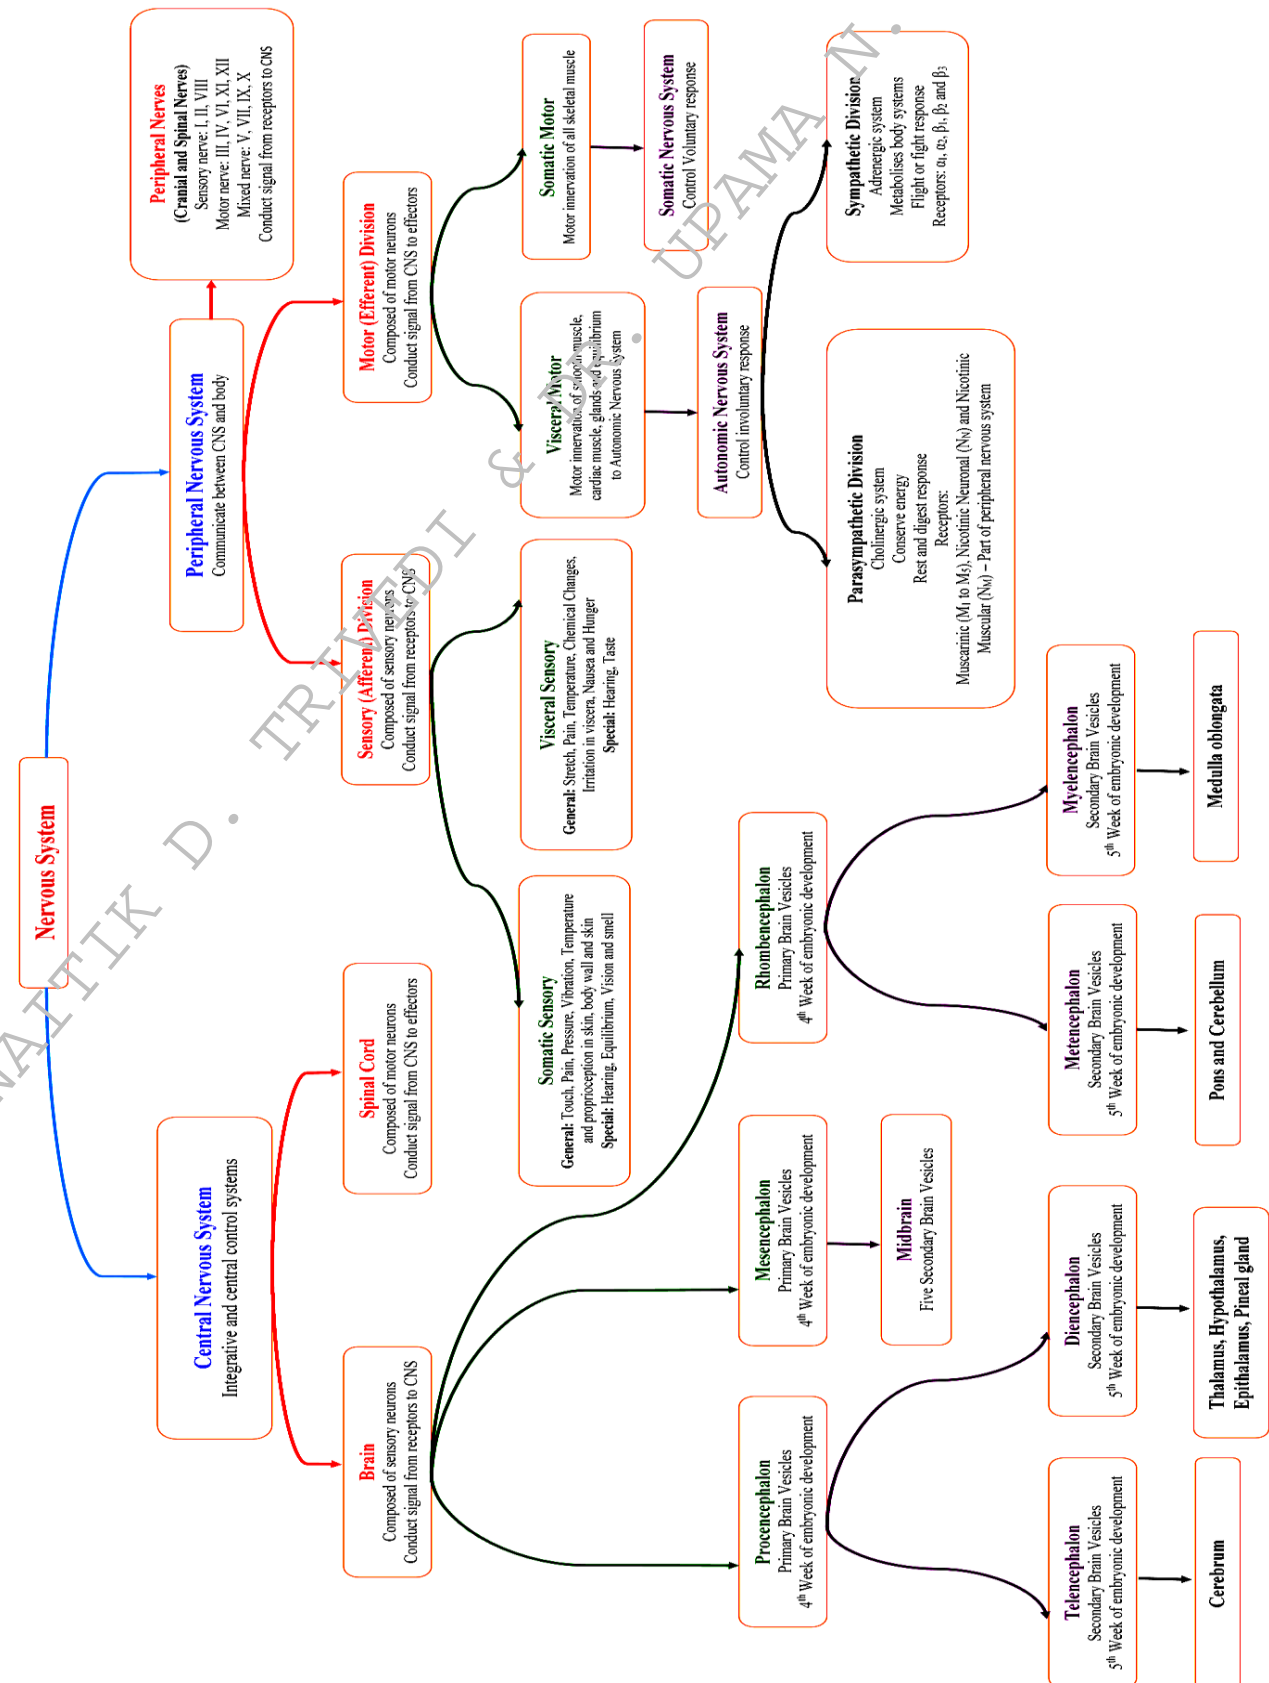 Nervous System
Central Nervous System
Integrative and central control systems
Peripheral Nervous System
Communicate between CNS and body
Peripheral Nerves
(Cranial and Spinal Nerves)
Sensory nerve: I, II, VIII
Motor nerve: III, IV, VI, XI, XII
Mixed nerve: V, VII, IX, X
Conduct signal from receptors to CNS
Brain
Composed of sensory neurons
Conduct signal from receptors to CNS
Spinal Cord
Composed of motor neurons
Conduct signal from CNS to effectors
Sensory (Afferent) Division
Composed of sensory neurons
Conduct signal from receptors to CNS
Motor (Efferent) Division
Composed of motor neurons
Conduct signal from CNS to effectors
Somatic Sensory
General: Touch, Pain, Pressure, Vibration, Temperature
and proprioception in skin, body wall and skin
Special: Hearing, Equilibrium, Vision and smell
Visceral Sensory
General: Stretch, Pain, Temperature, Chemical Changes,
Irritation in viscera, Nausea and Hunger
Special: Hearing, Taste
Visceral Motor
Motor innervation of smooth muscle,
cardiac muscle, glands and equilibrium
to Autonomic Nervous System
Somatic Motor
Motor innervation of all skeletal muscle
Autonomic Nervous System
Control involuntary response
Somatic Nervous System
Control Voluntary response
Parasympathetic Division
Cholinergic system
Conserve energy
Rest and digest response
Receptors:
Muscarinic (M1 to M5), Nicotinic Neuronal (NN) and Nicotinic
Muscular (NM) – Part of peripheral nervous system
Sympathetic Division
Adrenergic system
Metabolises body systems
Flight or fight response
Receptors: α1, α2, β1, β2 and β3
Procencephalon
Primary Brain Vesicles
4th Week of embryonic development
Mesencephalon
Primary Brain Vesicles
4th Week of embryonic development
Rhombencephalon
Primary Brain Vesicles
4th Week of embryonic development
Midbrain
Five Secondary Brain Vesicles
Telencephalon
Secondary Brain Vesicles
5th Week of embryonic development
Diencephalon
Secondary Brain Vesicles
5th Week of embryonic development
Metencephalon
Secondary Brain Vesicles
5th Week of embryonic development
Myelencephalon
Secondary Brain Vesicles
5th Week of embryonic development
Cerebrum
Thalamus, Hypothalamus,
Epithalamus, Pineal gland
Pons and Cerebellum
Medulla oblongata
NAITIK D. TRIVEDI & DR. UPAMA N.